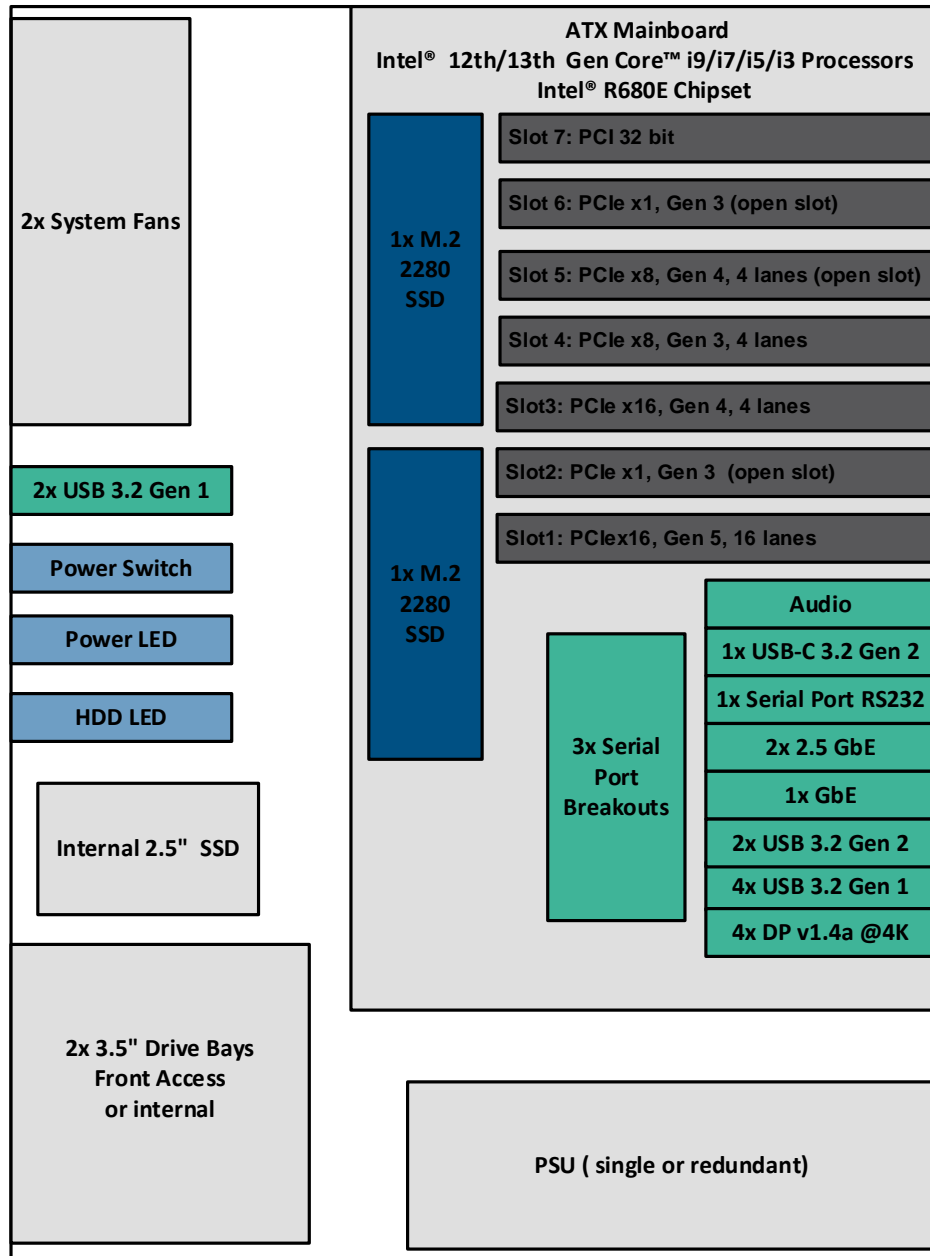 ATX Mainboard
Intel® 12th/13th Gen Core™ i9/i7/i5/i3 Processors
Intel® R680E Chipset
2x System Fans
1x M.2
2280
SSD
Slot 7: PCI 32 bit
Slot 6: PCIe x1, Gen 3 (open slot)
Slot 5: PCIe x8, Gen 4, 4 lanes (open slot)
Slot 4: PCIe x8, Gen 3, 4 lanes
Slot3: PCIe x16, Gen 4, 4 lanes
Slot2: PCIe x1, Gen 3 (open slot)
Slot1: PCIex16, Gen 5, 16 lanes
2x USB 3.2 Gen 1
Power Switch
Power LED
HDD LED
1x M.2
2280
SSD
3x Serial
Port
Breakouts
Audio
1x USB-C 3.2 Gen 2
1x Serial Port RS232
2x 2.5 GbE
1x GbE
2x USB 3.2 Gen 2
4x USB 3.2 Gen 1
4x DP v1.4a @4K
Internal 2.5" SSD
2x 3.5" Drive Bays
Front Access
or internal
PSU ( single or redundant)